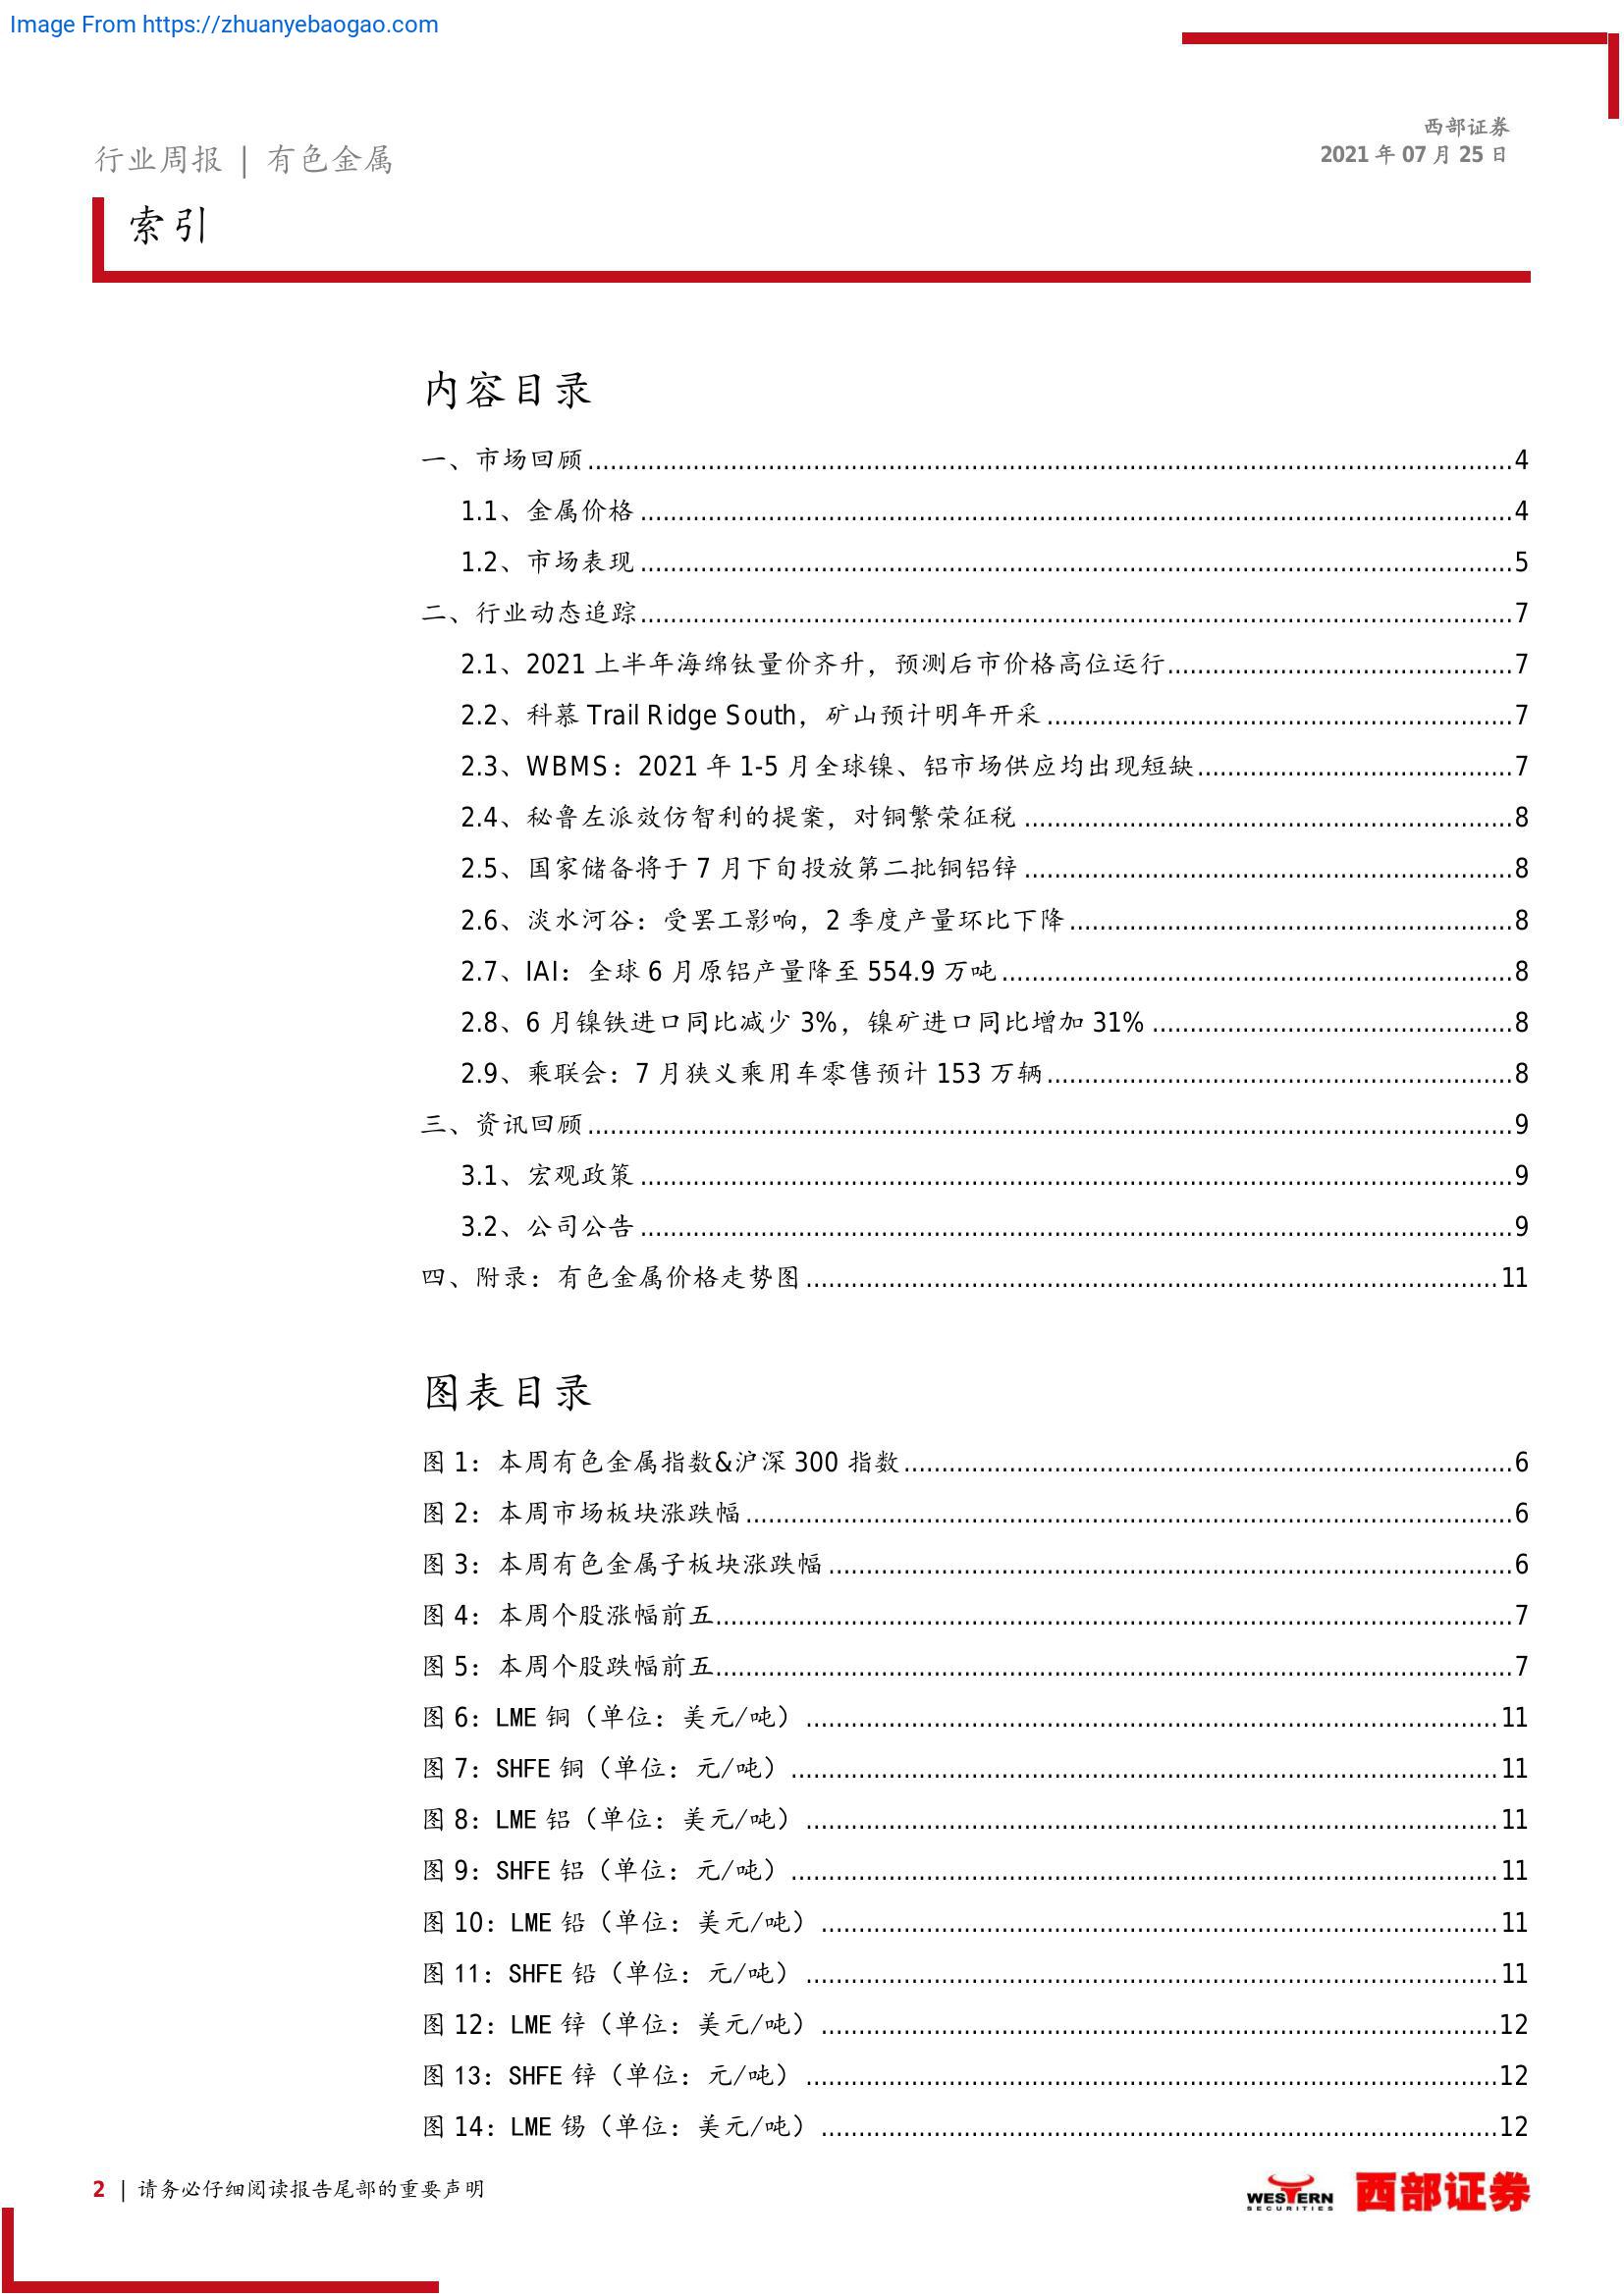 Image From https://zhuanyebaogao.com
西部证券
2021 年 07 月 25 日
行业周报 | 有色金属
索引
内容目录
一、市场回顾 ........ 4
1.1、金属价格 ........ 4
1.2、市场表现 ........ 5
二、行业动态追踪 ........ 7
2.1、2021 上半年海绵钛量价齐升，预测后市价格高位运行 ........ 7
2.2、科慕 Trail Ridge South，矿山预计明年开采 ........ 7
2.3、WBMS：2021 年 1-5 月全球镍、铝市场供应均出现短缺 ........ 7
2.4、秘鲁左派效仿智利的提案，对铜繁荣征税 ........ 8
2.5、国家储备将于 7 月下旬投放第二批铜铝锌 ........ 8
2.6、淡水河谷：受罢工影响，2 季度产量环比下降 ........ 8
2.7、IAI：全球 6 月原铝产量降至 554.9 万吨 ........ 8
2.8、6 月镍铁进口同比减少 3%，镍矿进口同比增加 31% ........ 8
2.9、乘联会：7 月狭义乘用车零售预计 153 万辆 ........ 8
三、资讯回顾 ........ 9
3.1、宏观政策 ........ 9
3.2、公司公告 ........ 9
四、附录：有色金属价格走势图 ........ 11
图表目录
图 1：本周有色金属指数&沪深 300 指数 ........ 6
图 2：本周市场板块涨跌幅 ........ 6
图 3：本周有色金属子板块涨跌幅 ........ 6
图 4：本周个股涨幅前五 ........ 7
图 5：本周个股跌幅前五 ........ 7
图 6：LME 铜（单位：美元/吨） ........ 11
图 7：SHFE 铜（单位：元/吨） ........ 11
图 8：LME 铝（单位：美元/吨） ........ 11
图 9：SHFE 铝（单位：元/吨） ........ 11
图 10：LME 铅（单位：美元/吨） ........ 11
图 11：SHFE 铅（单位：元/吨） ........ 11
图 12：LME 锌（单位：美元/吨） ........ 12
图 13：SHFE 锌（单位：元/吨） ........ 12
图 14：LME 锡（单位：美元/吨） ........ 12
2 | 请务必仔细阅读报告尾部的重要声明
WESTERN SECURITIES 西部证券